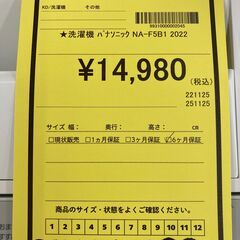 KD/洗濯機 その他
★洗濯機 パナソニック NA-F5B1 2022
¥14,980
(税込)
221125
251125
サイズ 幅: 奥行: 高さ: cm
□現状販売 □1ヵ月保証 □3ヶ月保証 □6ヶ月保証
商品のサイズ・状態をよくご確認ください。
1 2 3 4 5 6 7 8 9 10 11 12